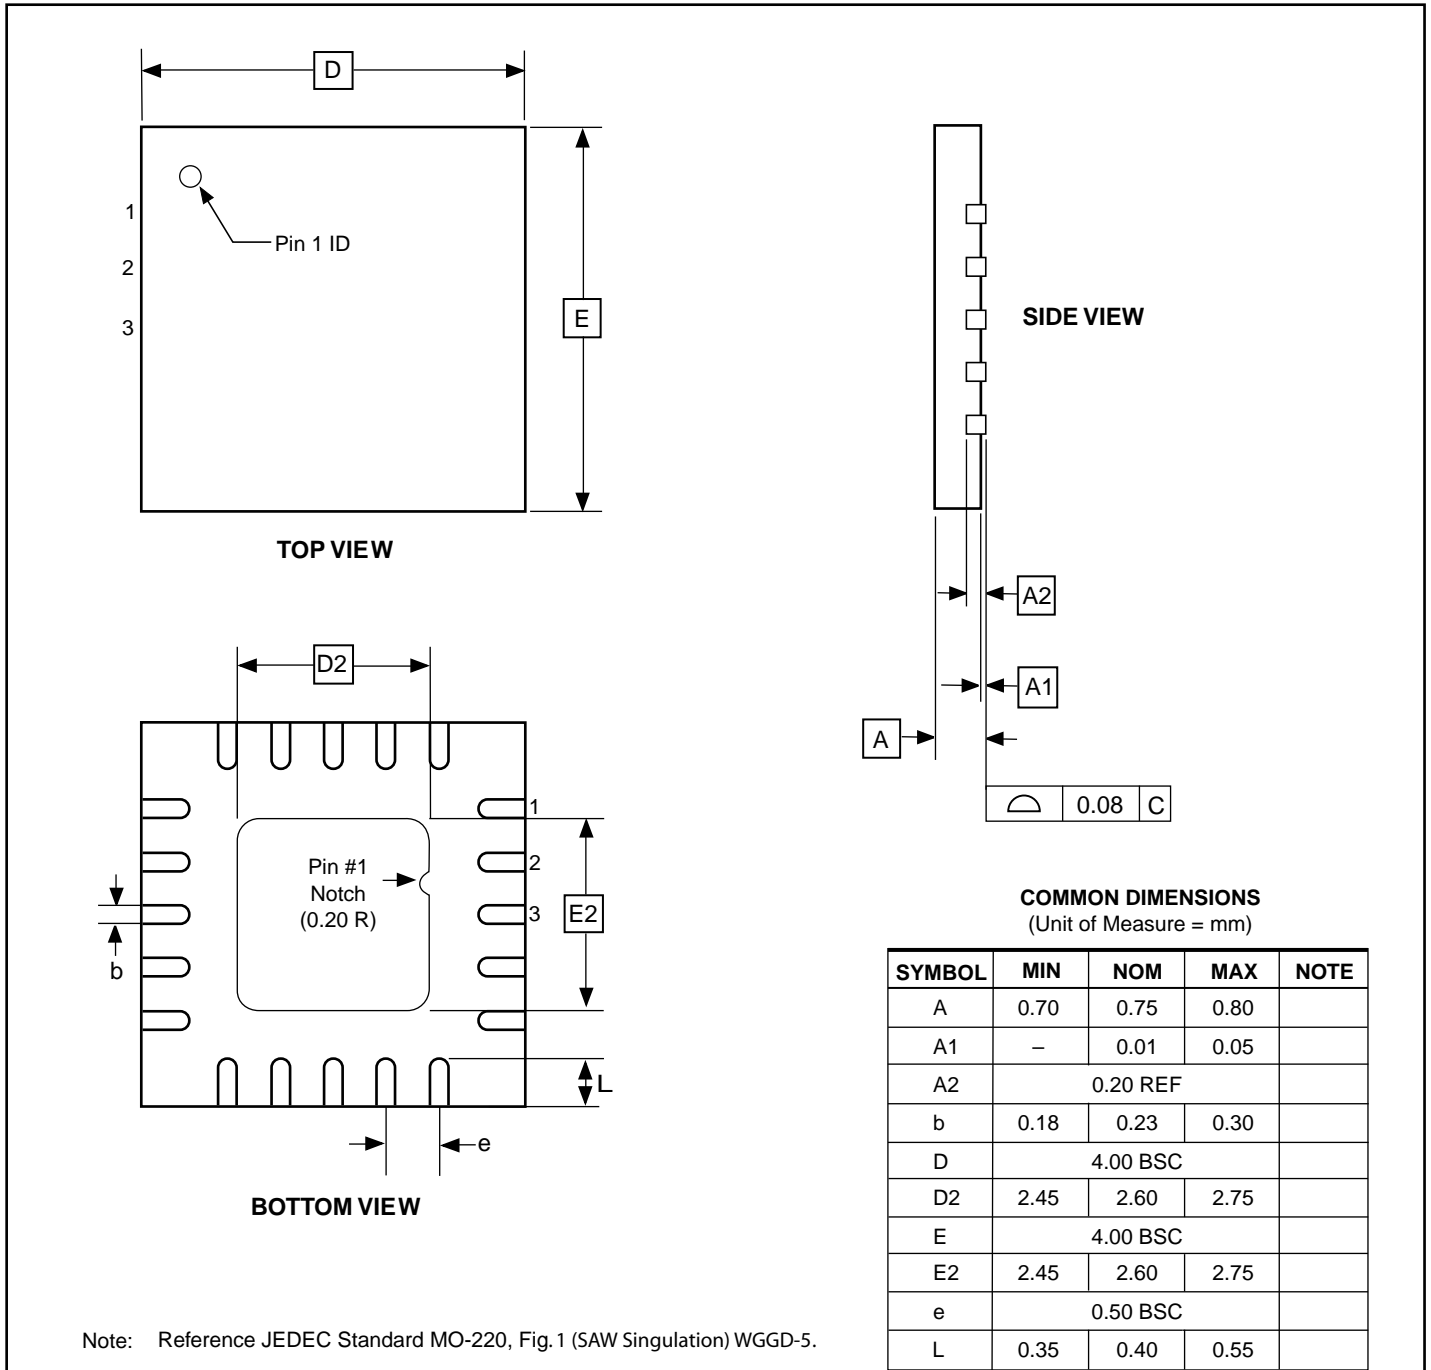 D
1
2
3
Pin 1 ID
E
TOP VIEW
SIDE VIEW
A2
A1
A
0.08 C
D2
1
2
3
Pin #1
Notch
(0.20 R)
E2
b
L
e
BOTTOM VIEW
COMMON DIMENSIONS
(Unit of Measure = mm)
SYMBOL MIN NOM MAX NOTE
A 0.70 0.75 0.80
A1 – 0.01 0.05
A2 0.20 REF
b 0.18 0.23 0.30
D 4.00 BSC
D2 2.45 2.60 2.75
E 4.00 BSC
E2 2.45 2.60 2.75
e 0.50 BSC
L 0.35 0.40 0.55
Note: Reference JEDEC Standard MO-220, Fig. 1 (SAW Singulation) WGGD-5.